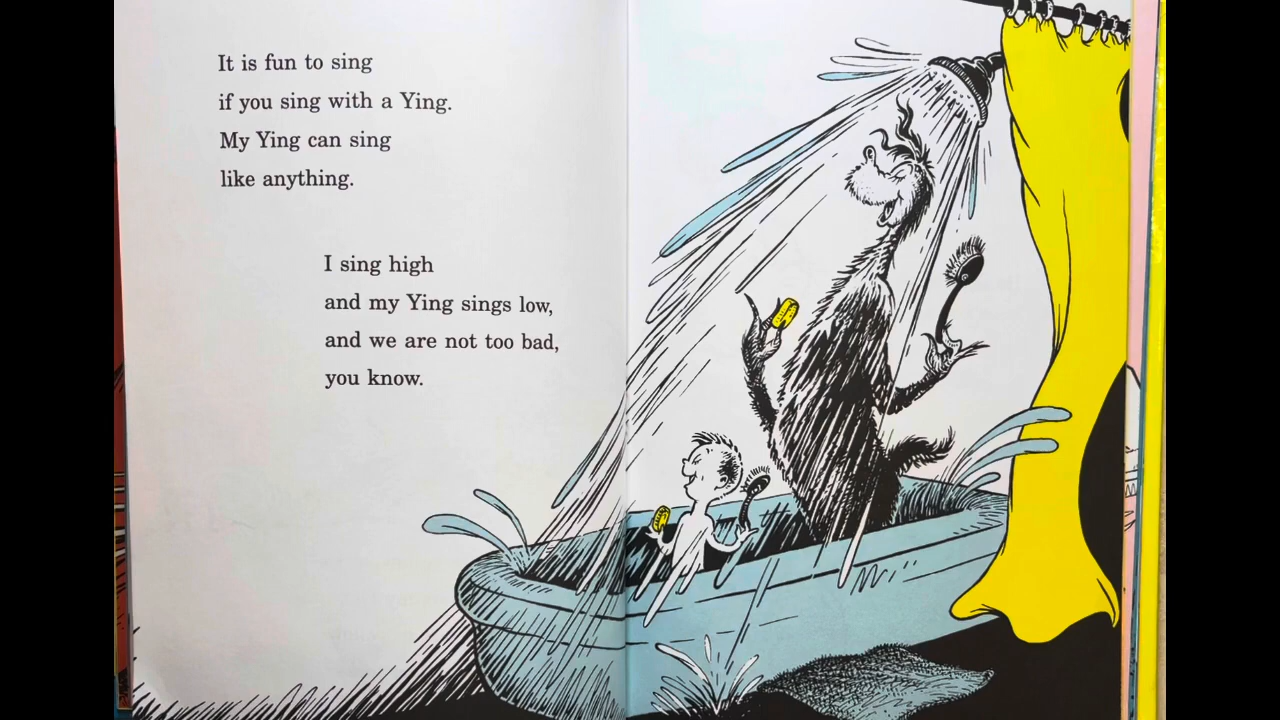 It is fun to sing
if you sing with a Ying.
My Ying can sing
like anything.
I sing high
and my Ying sings low,
and we are not too bad,
you know.